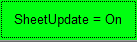 SheetUpdate = On